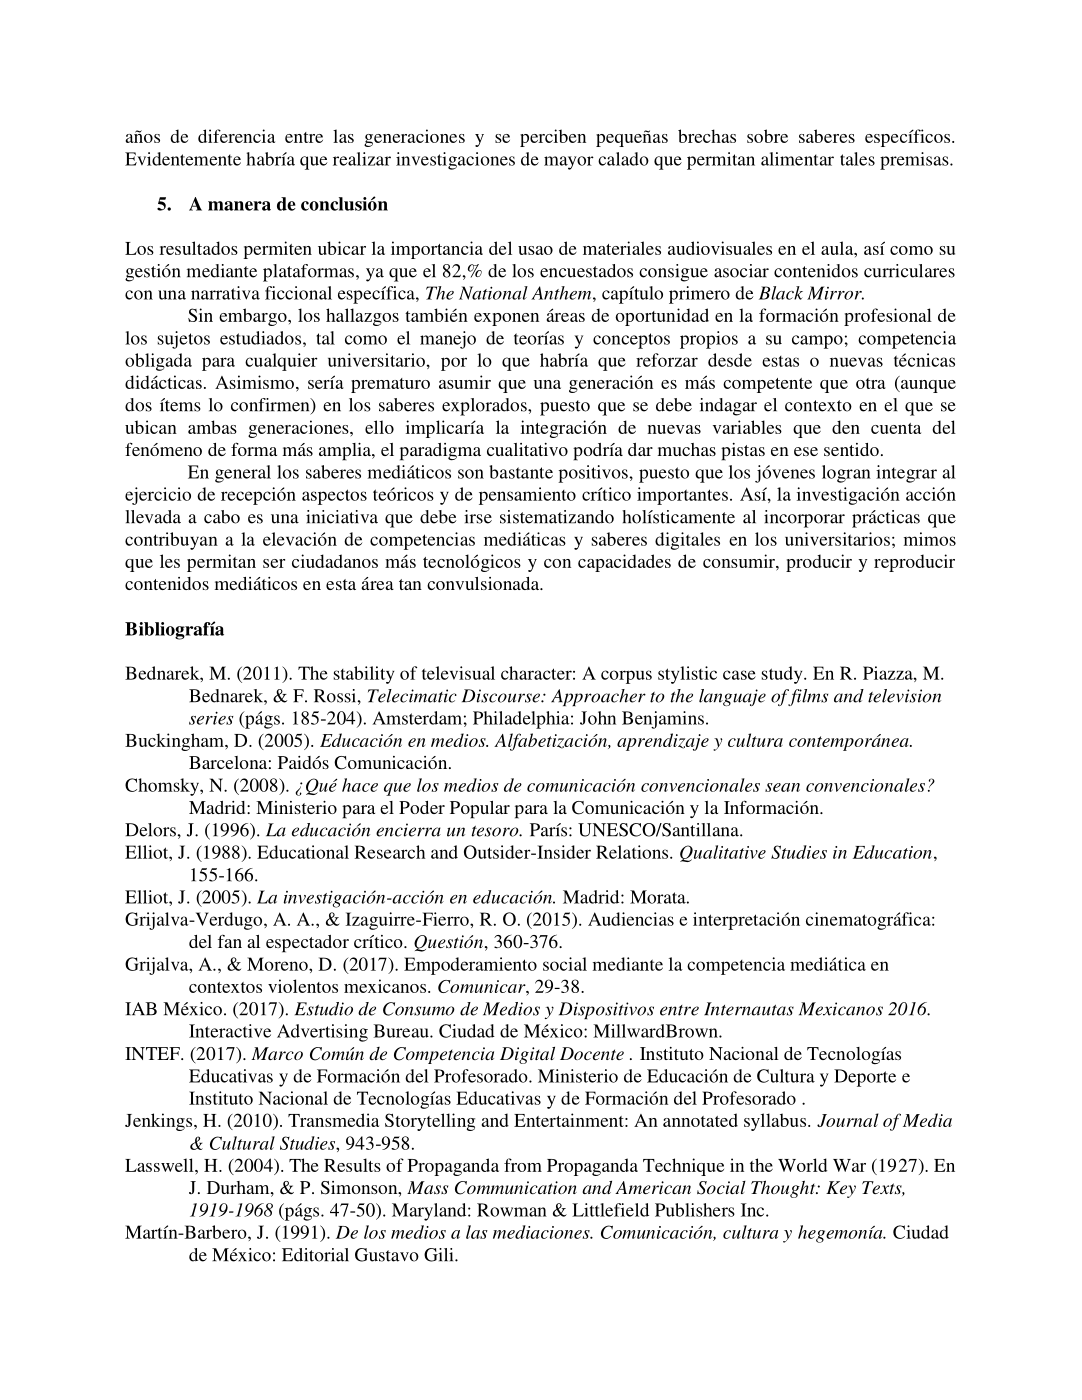 años de diferencia entre las generaciones y se perciben pequeñas brechas sobre saberes específicos.
Evidentemente habría que realizar investigaciones de mayor calado que permitan alimentar tales premisas.
5. A manera de conclusión
Los resultados permiten ubicar la importancia del usao de materiales audiovisuales en el aula, así como su
gestión mediante plataformas, ya que el 82,% de los encuestados consigue asociar contenidos curriculares
con una narrativa ficcional específica, The National Anthem, capítulo primero de Black Mirror.
Sin embargo, los hallazgos también exponen áreas de oportunidad en la formación profesional de
los sujetos estudiados, tal como el manejo de teorías y conceptos propios a su campo; competencia
obligada para cualquier universitario, por lo que habría que reforzar desde estas o nuevas técnicas
didácticas. Asimismo, sería prematuro asumir que una generación es más competente que otra (aunque
dos ítems lo confirmen) en los saberes explorados, puesto que se debe indagar el contexto en el que se
ubican ambas generaciones, ello implicaría la integración de nuevas variables que den cuenta del
fenómeno de forma más amplia, el paradigma cualitativo podría dar muchas pistas en ese sentido.
En general los saberes mediáticos son bastante positivos, puesto que los jóvenes logran integrar al
ejercicio de recepción aspectos teóricos y de pensamiento crítico importantes. Así, la investigación acción
llevada a cabo es una iniciativa que debe irse sistematizando holísticamente al incorporar prácticas que
contribuyan a la elevación de competencias mediáticas y saberes digitales en los universitarios; mimos
que les permitan ser ciudadanos más tecnológicos y con capacidades de consumir, producir y reproducir
contenidos mediáticos en esta área tan convulsionada.
Bibliografía
Bednarek, M. (2011). The stability of televisual character: A corpus stylistic case study. En R. Piazza, M.
Bednarek, & F. Rossi, Telecimatic Discourse: Approacher to the languaje of films and television
series (págs. 185-204). Amsterdam; Philadelphia: John Benjamins.
Buckingham, D. (2005). Educación en medios. Alfabetización, aprendizaje y cultura contemporánea.
Barcelona: Paidós Comunicación.
Chomsky, N. (2008). ¿Qué hace que los medios de comunicación convencionales sean convencionales?
Madrid: Ministerio para el Poder Popular para la Comunicación y la Información.
Delors, J. (1996). La educación encierra un tesoro. París: UNESCO/Santillana.
Elliot, J. (1988). Educational Research and Outsider-Insider Relations. Qualitative Studies in Education,
155-166.
Elliot, J. (2005). La investigación-acción en educación. Madrid: Morata.
Grijalva-Verdugo, A. A., & Izaguirre-Fierro, R. O. (2015). Audiencias e interpretación cinematográfica:
del fan al espectador crítico. Questión, 360-376.
Grijalva, A., & Moreno, D. (2017). Empoderamiento social mediante la competencia mediática en
contextos violentos mexicanos. Comunicar, 29-38.
IAB México. (2017). Estudio de Consumo de Medios y Dispositivos entre Internautas Mexicanos 2016.
Interactive Advertising Bureau. Ciudad de México: MillwardBrown.
INTEF. (2017). Marco Común de Competencia Digital Docente . Instituto Nacional de Tecnologías
Educativas y de Formación del Profesorado. Ministerio de Educación de Cultura y Deporte e
Instituto Nacional de Tecnologías Educativas y de Formación del Profesorado .
Jenkings, H. (2010). Transmedia Storytelling and Entertainment: An annotated syllabus. Journal of Media
& Cultural Studies, 943-958.
Lasswell, H. (2004). The Results of Propaganda from Propaganda Technique in the World War (1927). En
J. Durham, & P. Simonson, Mass Communication and American Social Thought: Key Texts,
1919-1968 (págs. 47-50). Maryland: Rowman & Littlefield Publishers Inc.
Martín-Barbero, J. (1991). De los medios a las mediaciones. Comunicación, cultura y hegemonía. Ciudad
de México: Editorial Gustavo Gili.